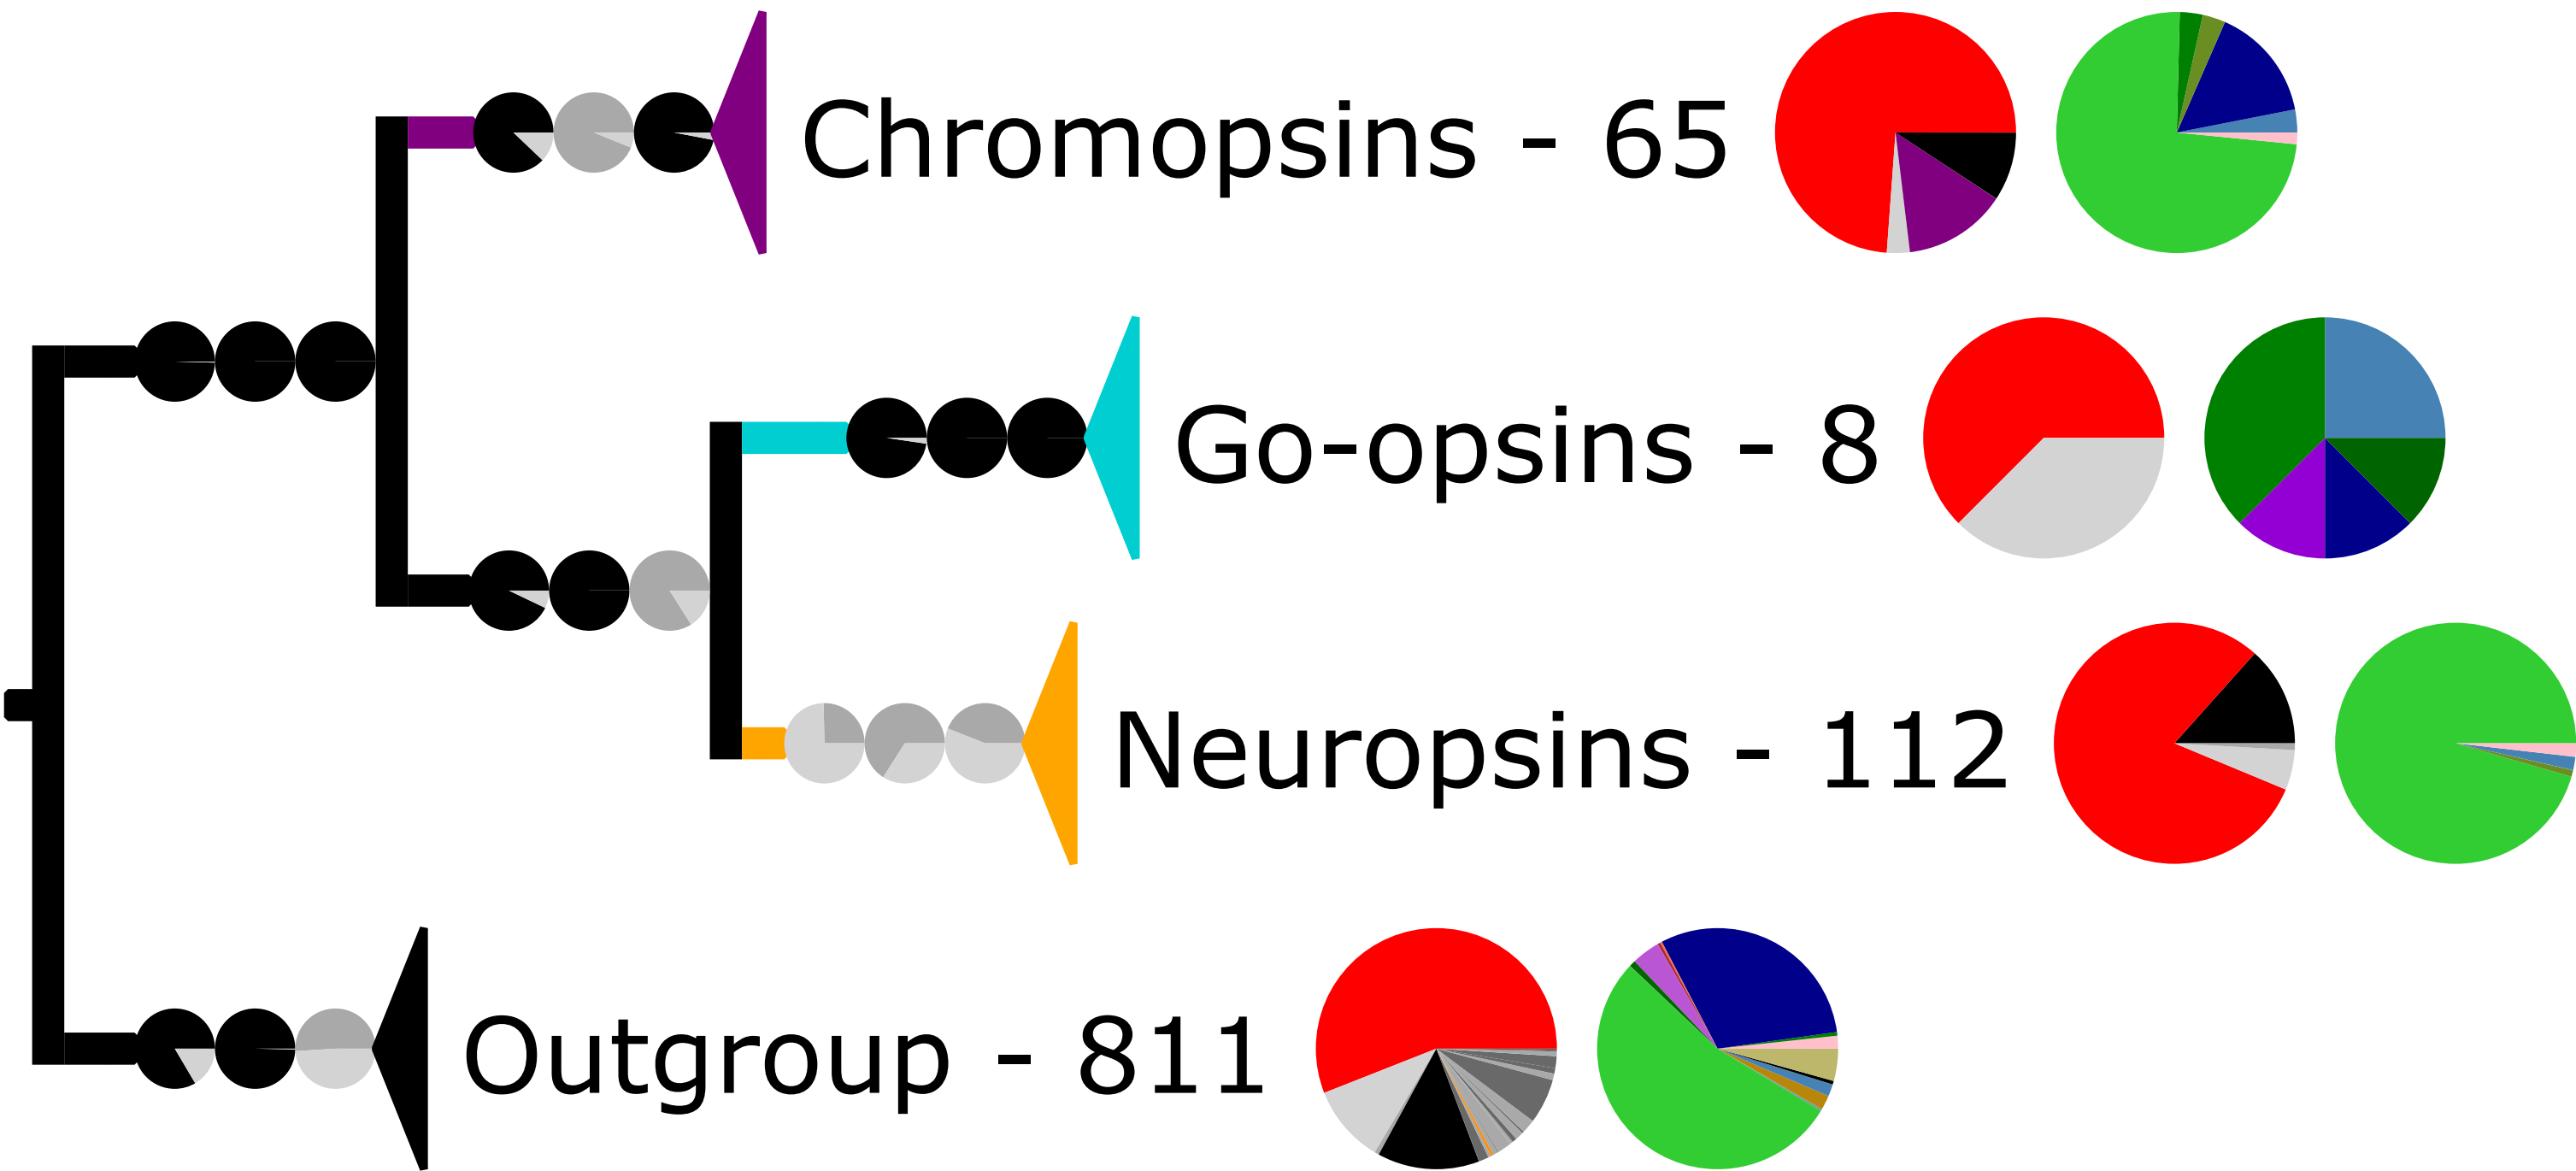 Chromopsins - 65
Go-opsins - 8
Neuropsins - 112
Outgroup - 811